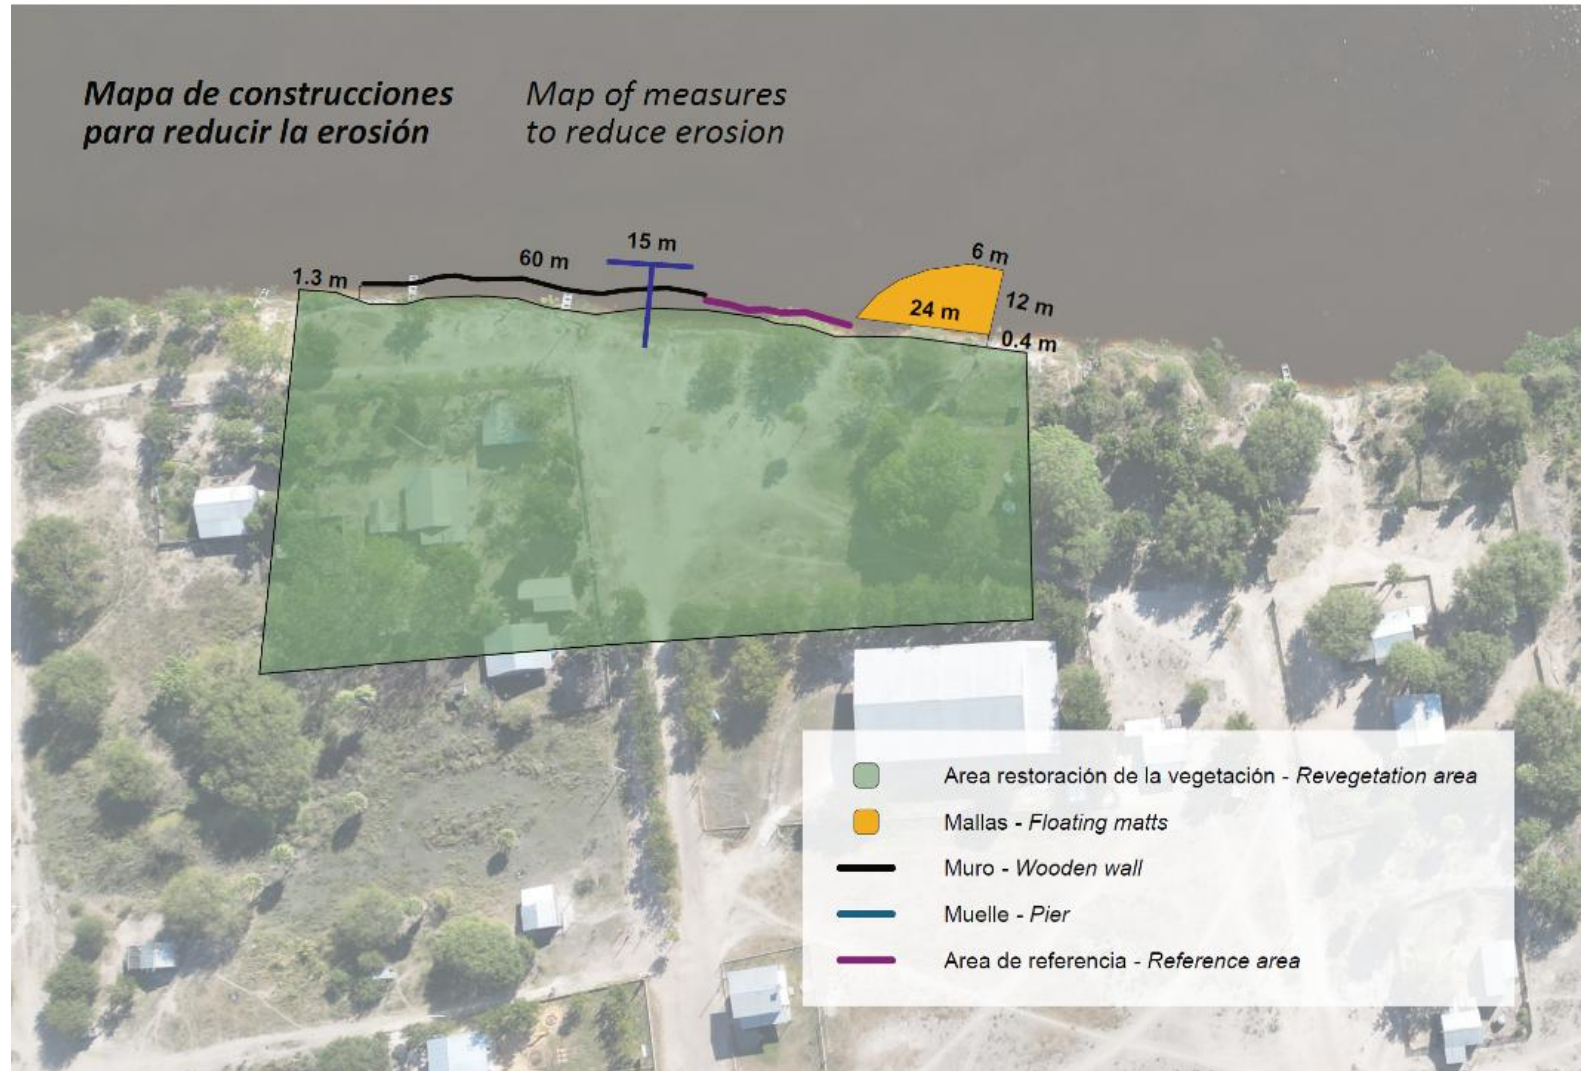 Mapa de construcciones
para reducir la erosión
Map of measures
to reduce erosion
1.3 m
60 m
15 m
6 m
24 m
12 m
0.4 m
Area restoración de la vegetación - Revegetation area
Mallas - Floating matts
Muro - Wooden wall
Muelle - Pier
Area de referencia - Reference area